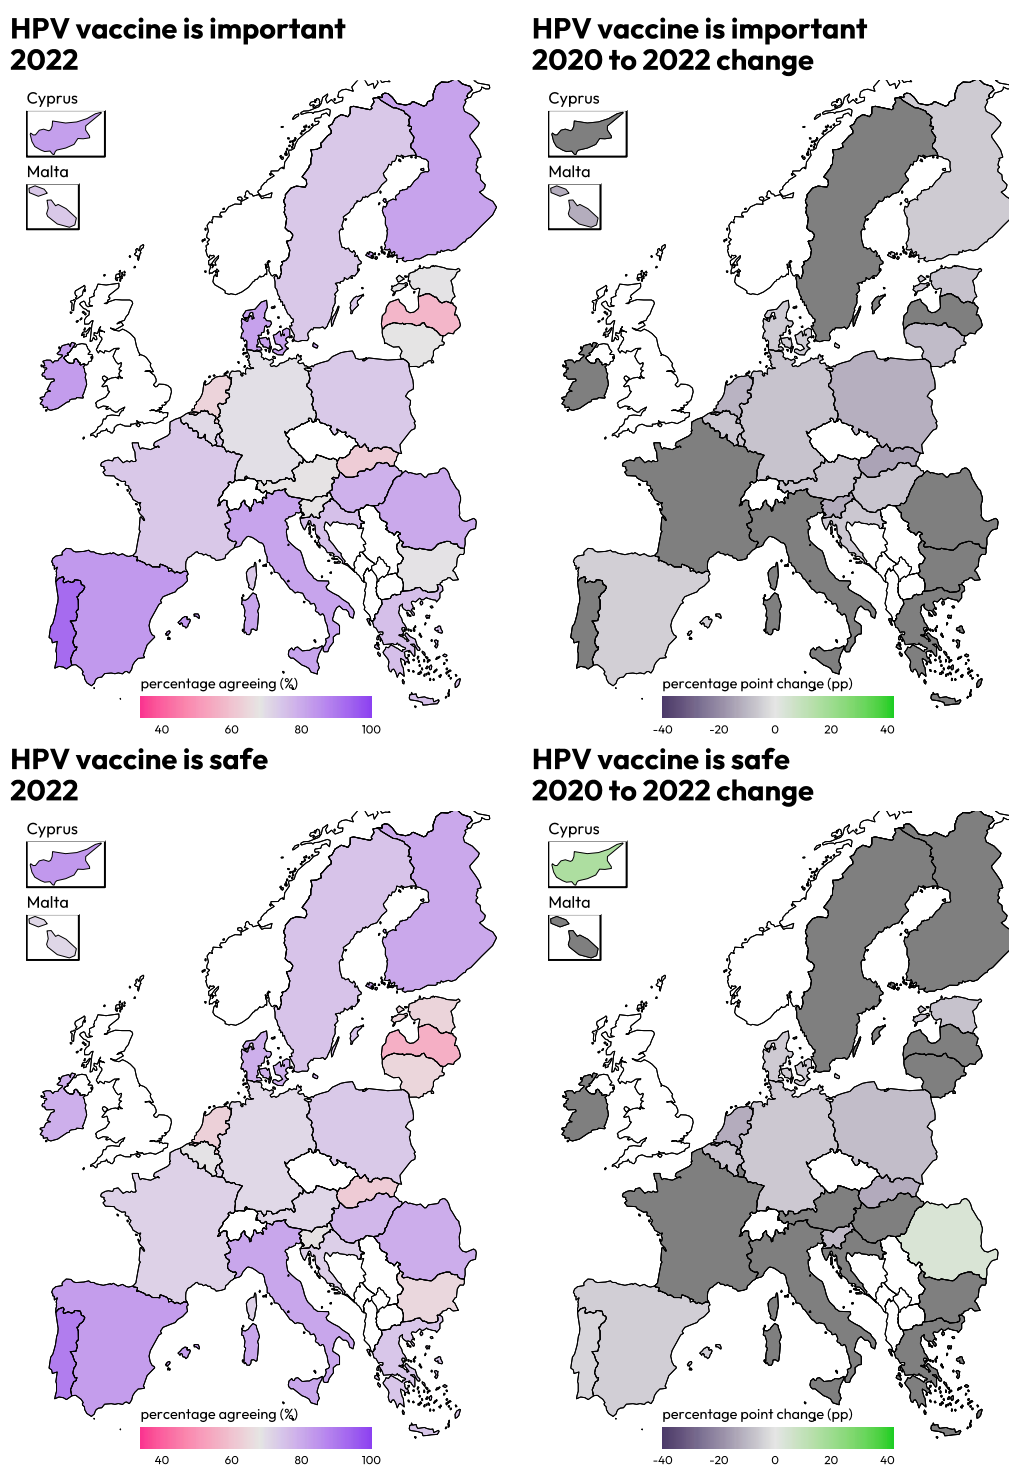 HPV vaccine is important
2022
Cyprus
Malta
percentage agreeing (%)
40 60 80 100
HPV vaccine is important
2020 to 2022 change
Cyprus
Malta
percentage point change (pp)
-40 -20 0 20 40
HPV vaccine is safe
2022
Cyprus
Malta
percentage agreeing (%)
40 60 80 100
HPV vaccine is safe
2020 to 2022 change
Cyprus
Malta
percentage point change (pp)
-40 -20 0 20 40